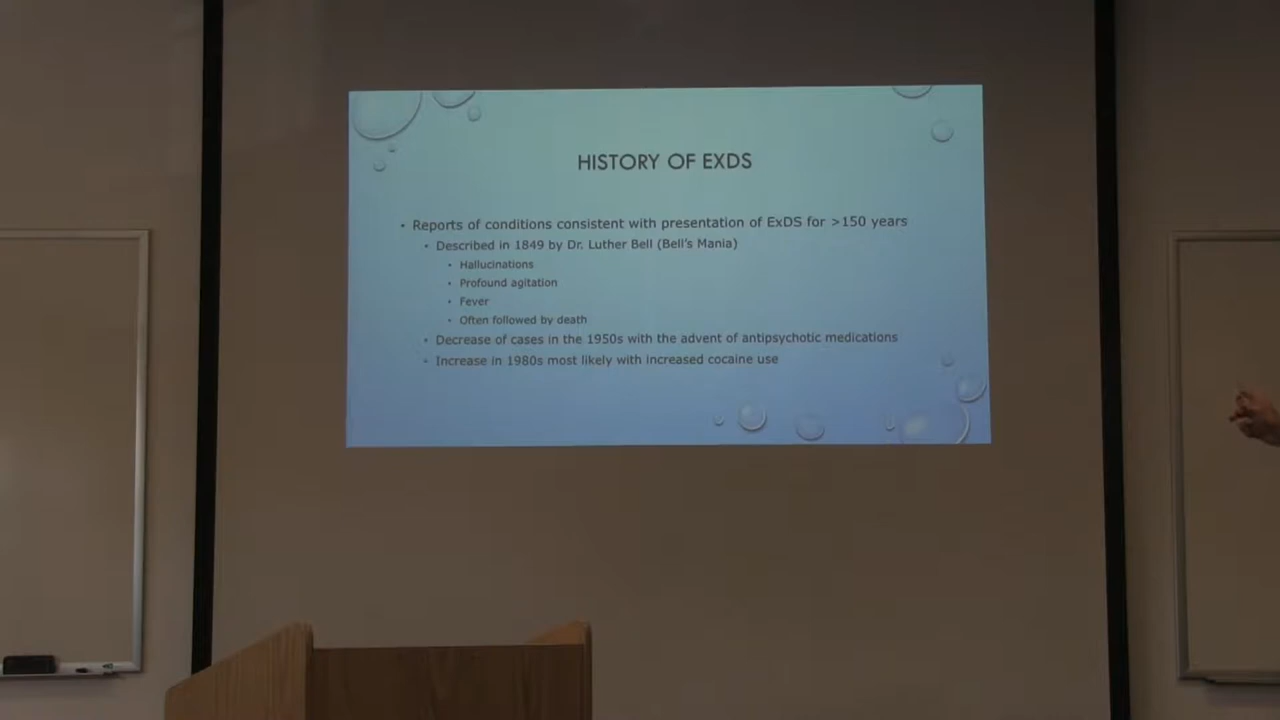 HISTORY OF EXDS
• Reports of conditions consistent with presentation of ExDS for >150 years
• Described in 1849 by Dr. Luther Bell (Bell's Mania)
• Hallucinations
• Profound agitation
• Fever
• Often followed by death
• Decrease of cases in the 1950s with the advent of antipsychotic medications
• Increase in 1980s most likely with increased cocaine use